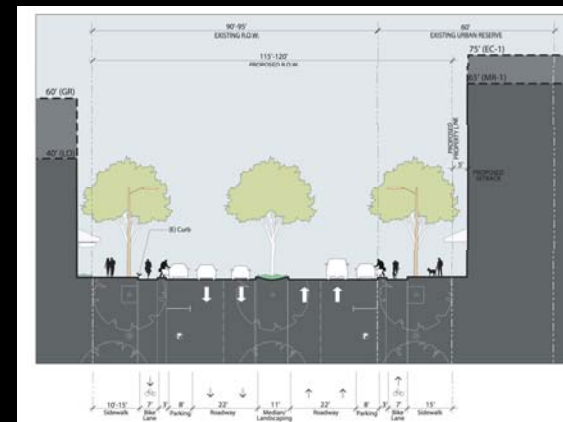 90'-95'
EXISTING R.O.W.
60'
EXISTING URBAN RESERVE
115'-120'
PROPOSED R.O.W.
75' (EC-1)
65' (MR-1)
60' (GR)
40' (LO)
PROPOSED
PROPERTY LINE
PROPOSED
SETBACK
(E) Curb
10'-15'
Sidewalk
7'
Bike
Lane
3'
8'
Parking
22'
Roadway
11'
Median/
Landscaping
22'
Roadway
8'
Parking
3'
7'
Bike
Lane
15'
Sidewalk